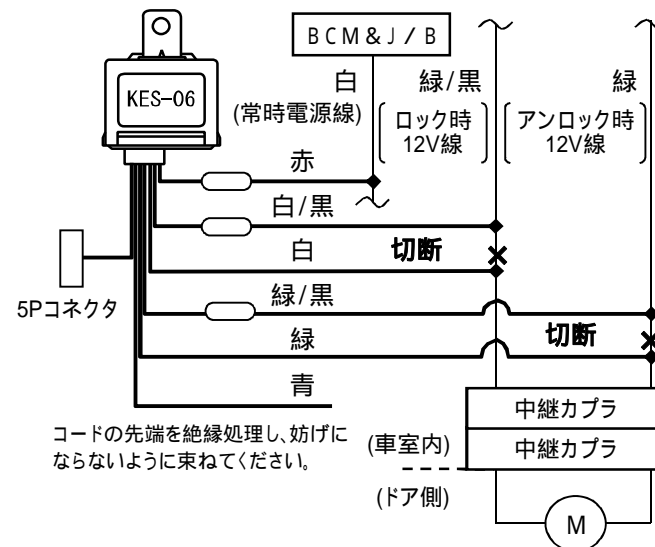 BCM&J/B
KES-06
白
(常時電源線)
緑/黒
ロック時
12V線
緑
アンロック時
12V線
赤
白/黒
白
切断
緑/黒
緑
切断
青
5Pコネクタ
コードの先端を絶縁処理し、妨げに
ならないように束ねてください。
中継カプラ
(車室内)
中継カプラ
(ドア側)
M